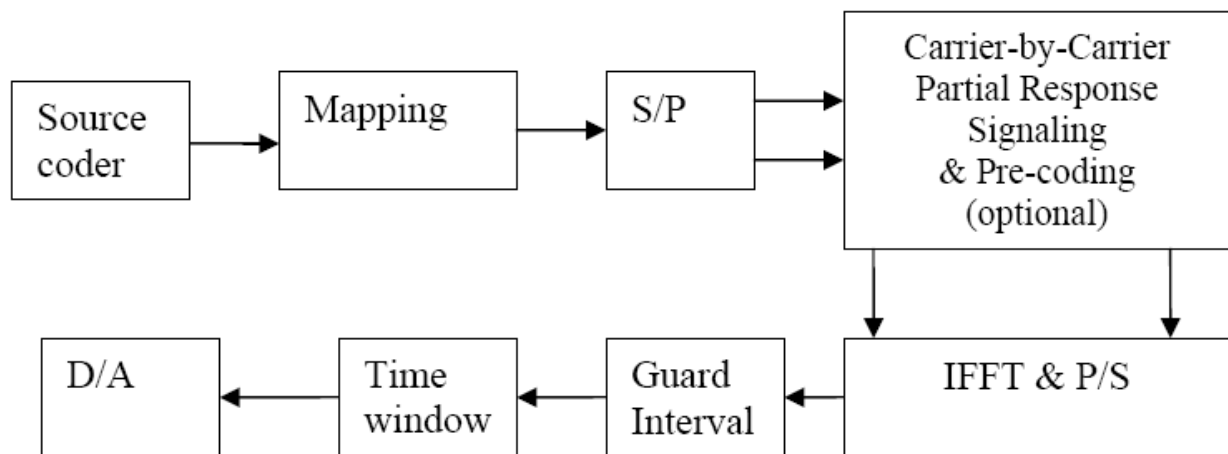 Source
coder
Mapping
S/P
Carrier-by-Carrier
Partial Response
Signaling
& Pre-coding
(optional)
IFFT & P/S
Guard
Interval
Time
window
D/A